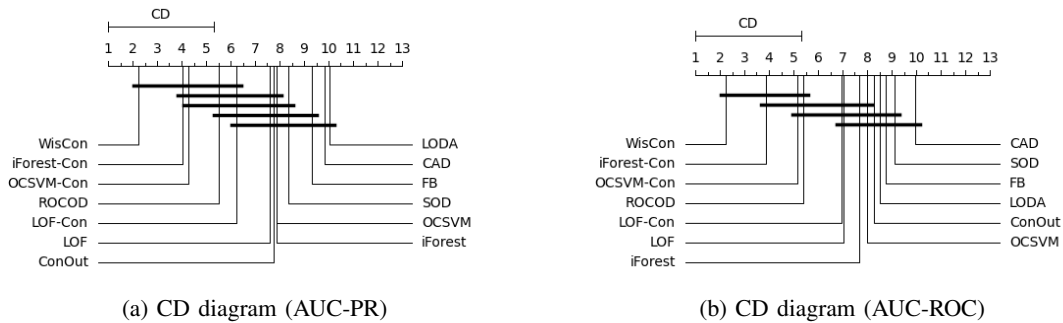 CD
1 2 3 4 5 6 7 8 9 10 11 12 13
WisCon
iForest-Con
OCSVM-Con
ROCOD
LOF-Con
LOF
ConOut
LODA
CAD
FB
SOD
OCSVM
iForest
(a) CD diagram (AUC-PR)
CD
1 2 3 4 5 6 7 8 9 10 11 12 13
WisCon
iForest-Con
OCSVM-Con
ROCOD
LOF-Con
LOF
iForest
CAD
SOD
FB
LODA
ConOut
OCSVM
(b) CD diagram (AUC-ROC)